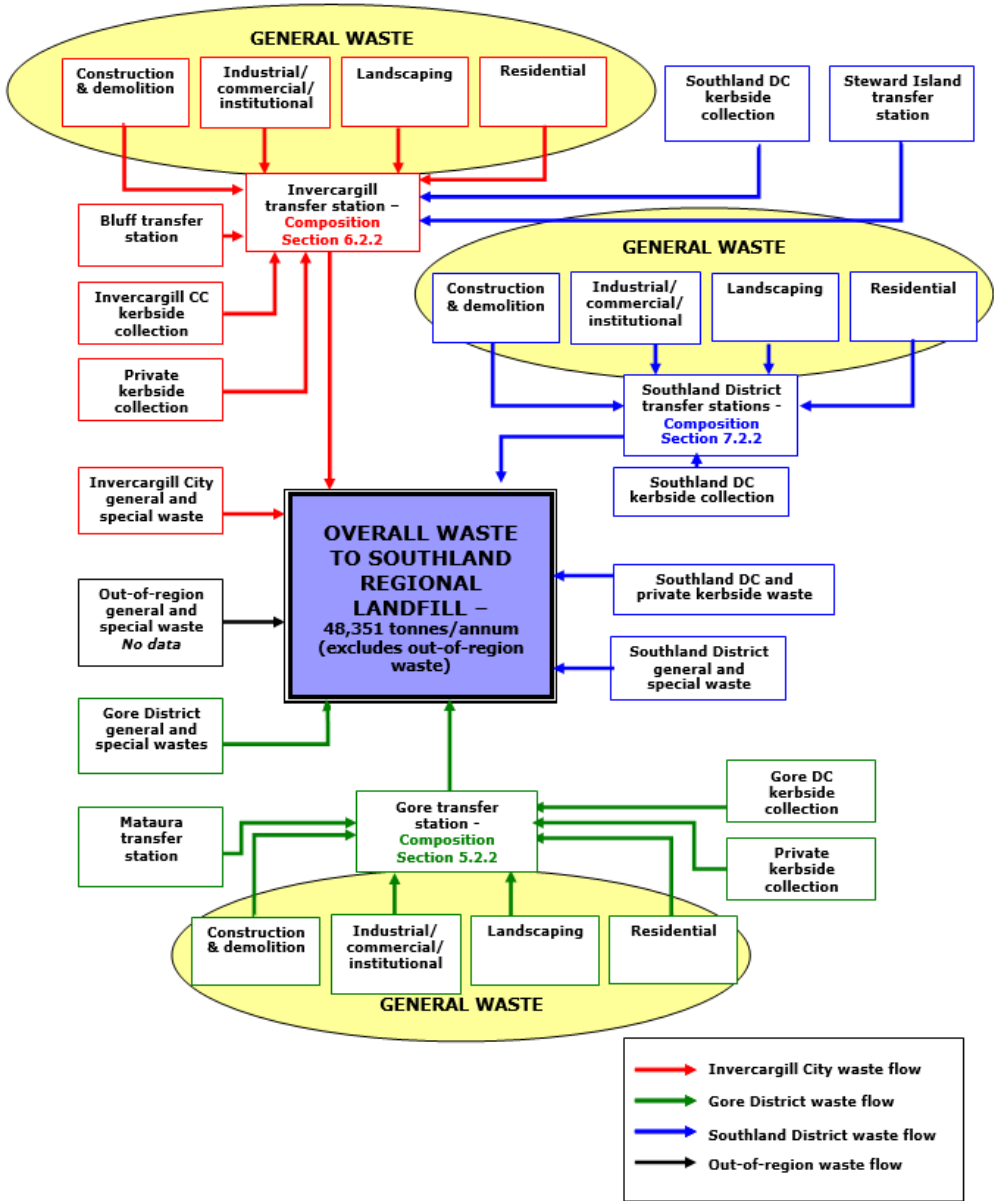 GENERAL WASTE
Construction
& demolition
Industrial/
commercial/
institutional
Landscaping
Residential
Southland DC
kerbside
collection
Steward Island
transfer
station
Invercargill
transfer station –
Composition
Section 6.2.2
Bluff transfer
station
Invercargill CC
kerbside
collection
Private
kerbside
collection
GENERAL WASTE
Construction
& demolition
Industrial/
commercial/
institutional
Landscaping
Residential
Southland District
transfer stations -
Composition
Section 7.2.2
Southland DC
kerbside collection
Invercargill City
general and
special waste
OVERALL WASTE
TO SOUTHLAND
REGIONAL
LANDFILL –
48,351 tonnes/annum
(excludes out-of-region
waste)
Out-of-region
general and
special waste
No data
Southland DC and
private kerbside waste
Southland District
general and
special waste
Gore District
general and
special wastes
Mataura
transfer
station
Gore transfer
station -
Composition
Section 5.2.2
Gore DC
kerbside
collection
Private
kerbside
collection
Construction
& demolition
Industrial/
commercial/
institutional
Landscaping
Residential
GENERAL WASTE
Invercargill City waste flow
Gore District waste flow
Southland District waste flow
Out-of-region waste flow